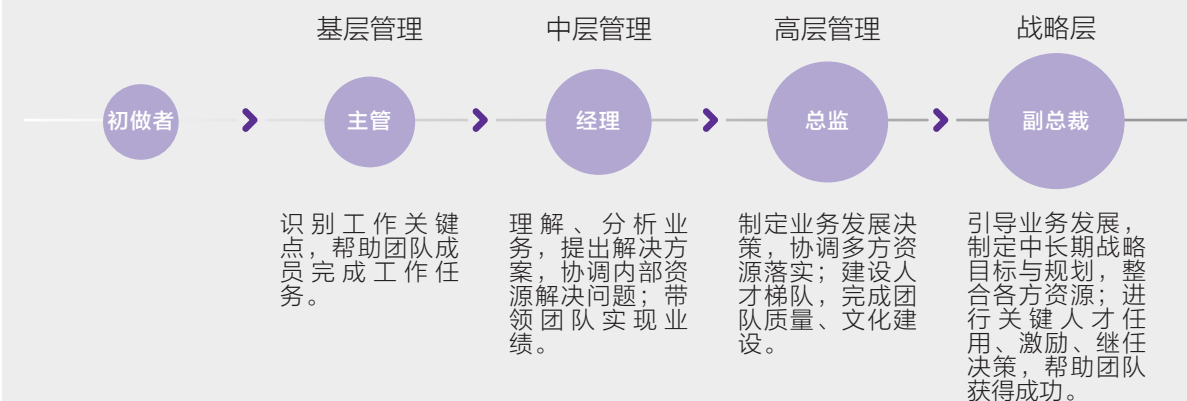 基层管理
中层管理
高层管理
战略层
初做者
主管
经理
总监
副总裁
识别工作关键
点，帮助团队成
员完成工作任
务。
理解、分析业
务，提出解决方
案，协调内部资
源解决问题；带
领团队实现业
绩。
制定业务发展决
策，协调多方资
源落实；建设人
才梯队，完成团
队质量、文化建
设。
引导业务发展，
制定中长期战略
目标与规划，整
合各方资源；进
行关键人才任
用、激励、继任
决策，帮助团队
获得成功。